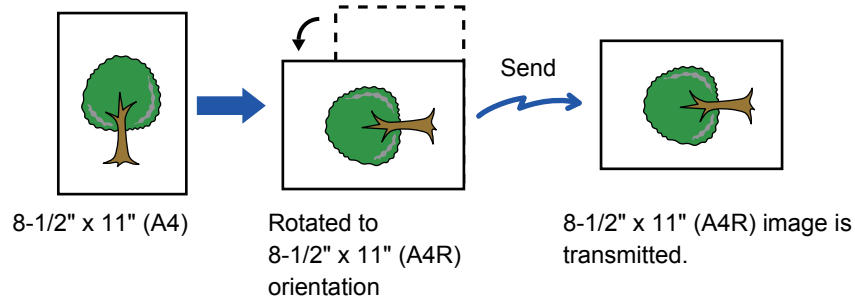 Send
8-1/2" x 11" (A4)
Rotated to
8-1/2" x 11" (A4R)
orientation
8-1/2" x 11" (A4R) image is
transmitted.